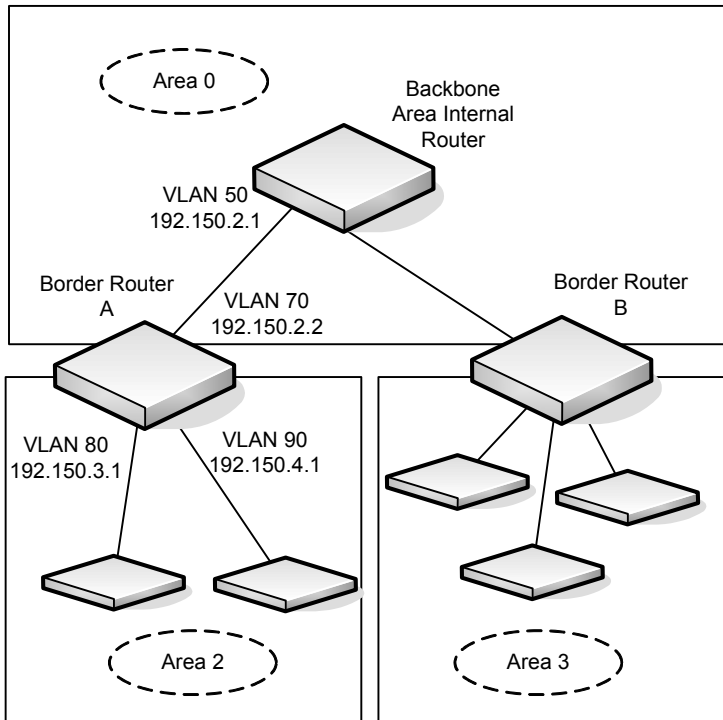 Area 0
Backbone
Area Internal
Router
VLAN 50
192.150.2.1
Border Router
A
VLAN 70
192.150.2.2
Border Router
B
VLAN 80
192.150.3.1
VLAN 90
192.150.4.1
Area 2
Area 3